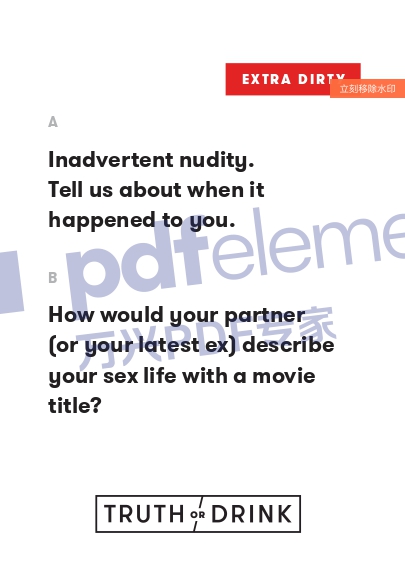 EXTRA DIRTY
立刻移除水印
A
Inadvertent nudity.
Tell us about when it
happened to you.
pdfeleme
B
How would your partner
万兴PDF专家
(or your latest ex) describe
your sex life with a movie
title?
TRUTH OR DRINK